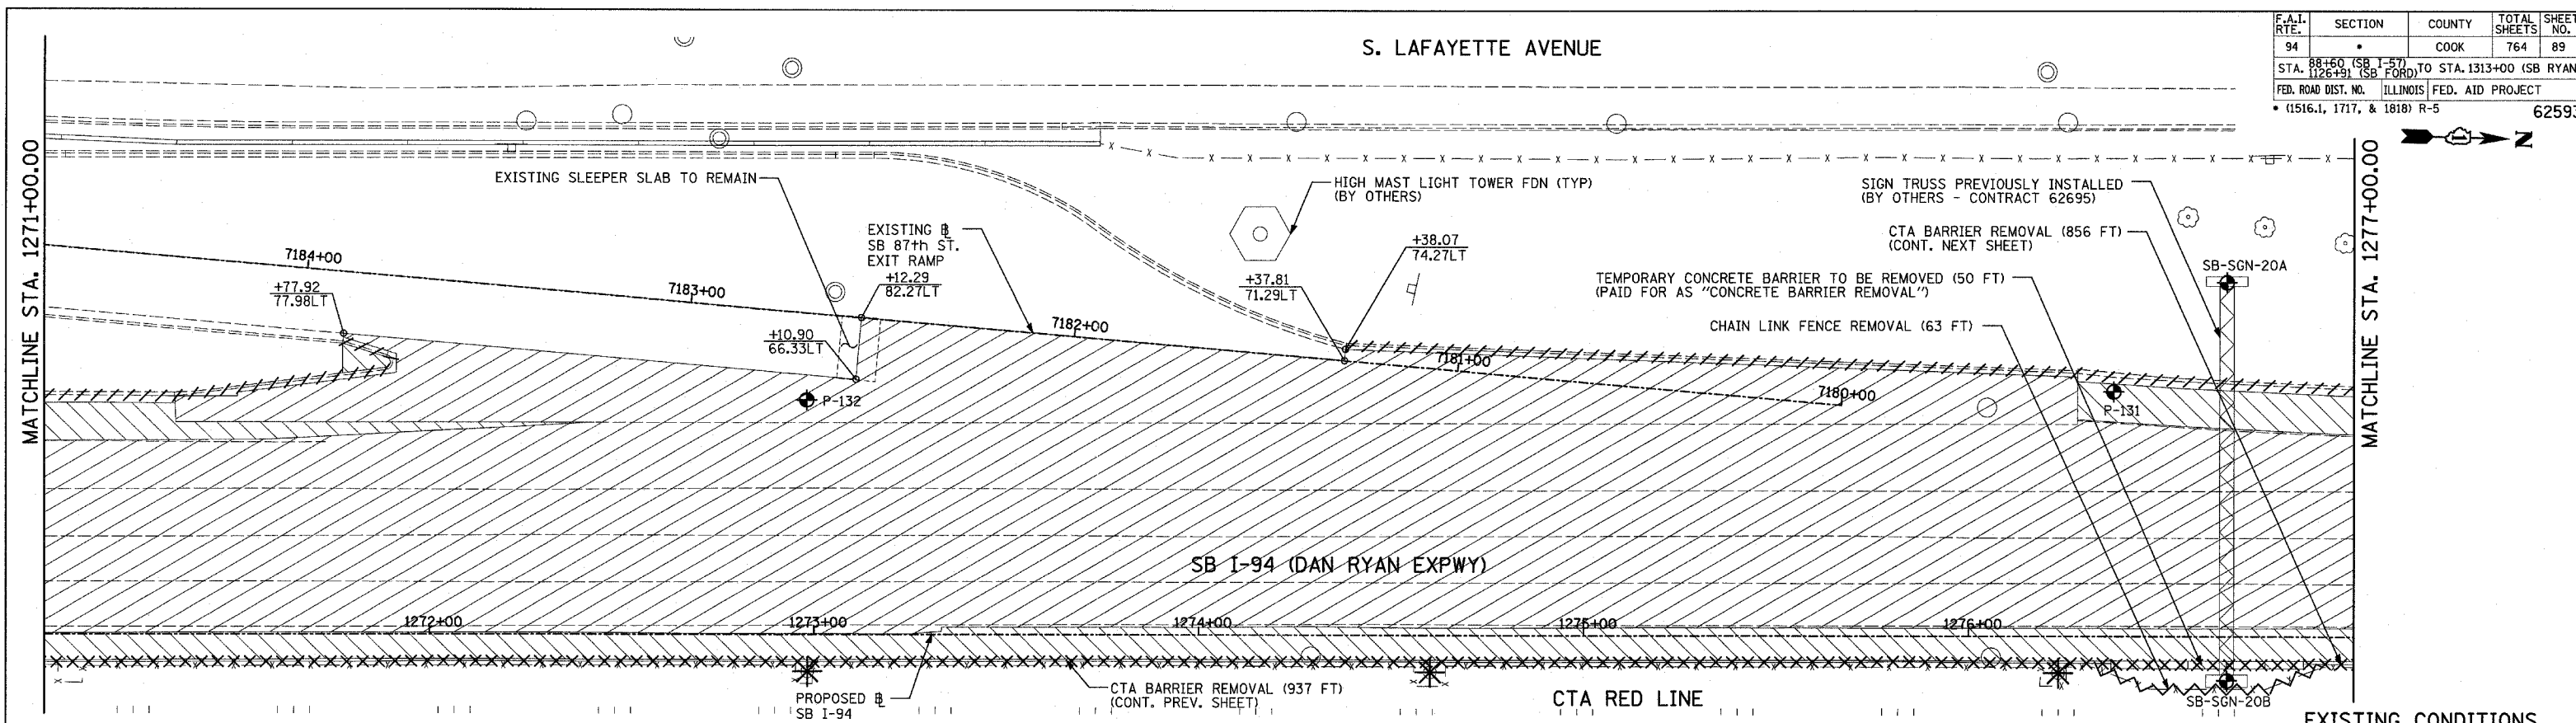 F.A.I. RTE. SECTION COUNTY TOTAL SHEETS SHEET NO.
94 • COOK 764 89
STA. 88+60 (SB I-57) 1126+91 (SB FORD) TO STA. 1313+00 (SB RYAN
FED. ROAD DIST. NO. ILLINOIS FED. AID PROJECT
• (1516.1, 1717, & 1818) R-5 62593
N
S. LAFAYETTE AVENUE
MATCHLINE STA. 1271+00.00
MATCHLINE STA. 1277+00.00
EXISTING SLEEPER SLAB TO REMAIN
HIGH MAST LIGHT TOWER FDN (TYP)
(BY OTHERS)
SIGN TRUSS PREVIOUSLY INSTALLED
(BY OTHERS - CONTRACT 62695)
EXISTING ℄
SB 87th ST.
EXIT RAMP
CTA BARRIER REMOVAL (856 FT)
(CONT. NEXT SHEET)
+38.07
74.27LT
SB-SGN-20A
7184+00
+77.92
77.98LT
7183+00
+12.29
82.27LT
+37.81
71.29LT
TEMPORARY CONCRETE BARRIER TO BE REMOVED (50 FT)
(PAID FOR AS "CONCRETE BARRIER REMOVAL")
7182+00
CHAIN LINK FENCE REMOVAL (63 FT)
+10.90
66.33LT
7181+00
7180+00
P-132
P-131
SB I-94 (DAN RYAN EXPWY)
1272+00
1273+00
1274+00
1275+00
1276+00
PROPOSED ℄
SB I-94
CTA BARRIER REMOVAL (937 FT)
(CONT. PREV. SHEET)
CTA RED LINE
SB-SGN-20B
EXISTING CONDITIONS